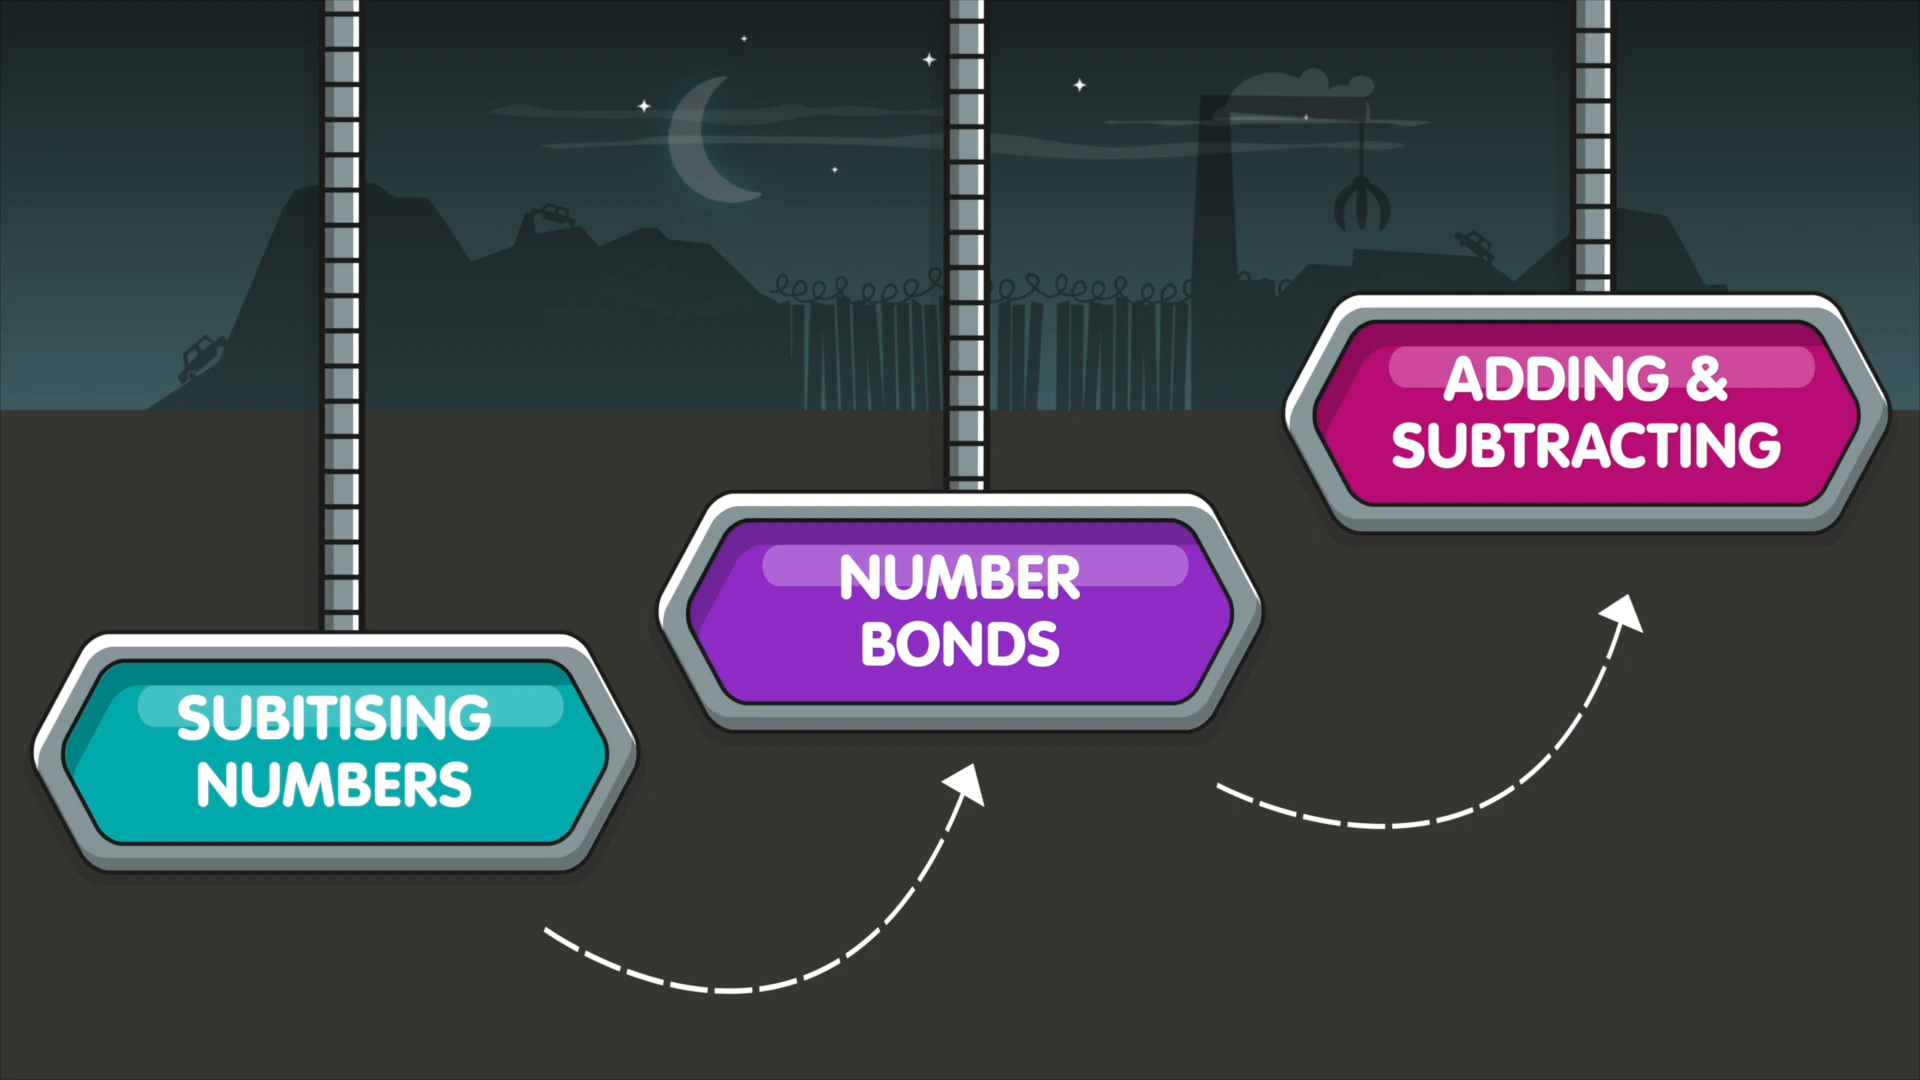 SUBITISING
NUMBERS
NUMBER
BONDS
ADDING &
SUBTRACTING